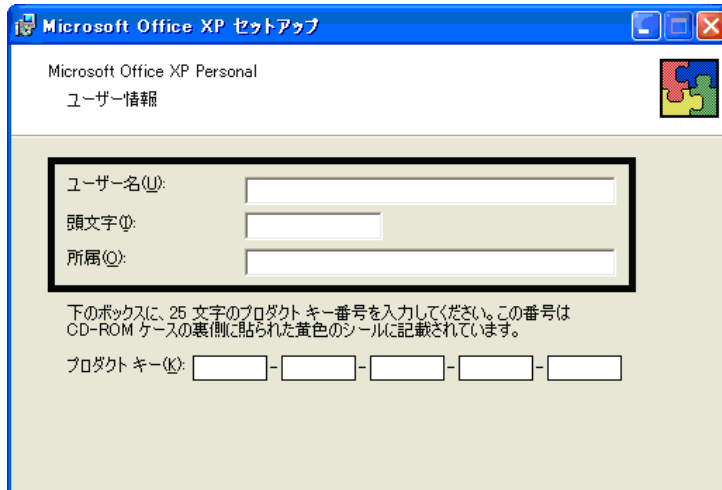 Microsoft Office XP セットアップ
Microsoft Office XP Personal
ユーザー情報
ユーザー名(U):
頭文字(I):
所属(O):
下のボックスに、25 文字のプロダクト キー番号を入力してください。この番号は
CD-ROM ケースの裏側に貼られた黄色のシールに記載されています。
プロダクト キー(K): - - - -